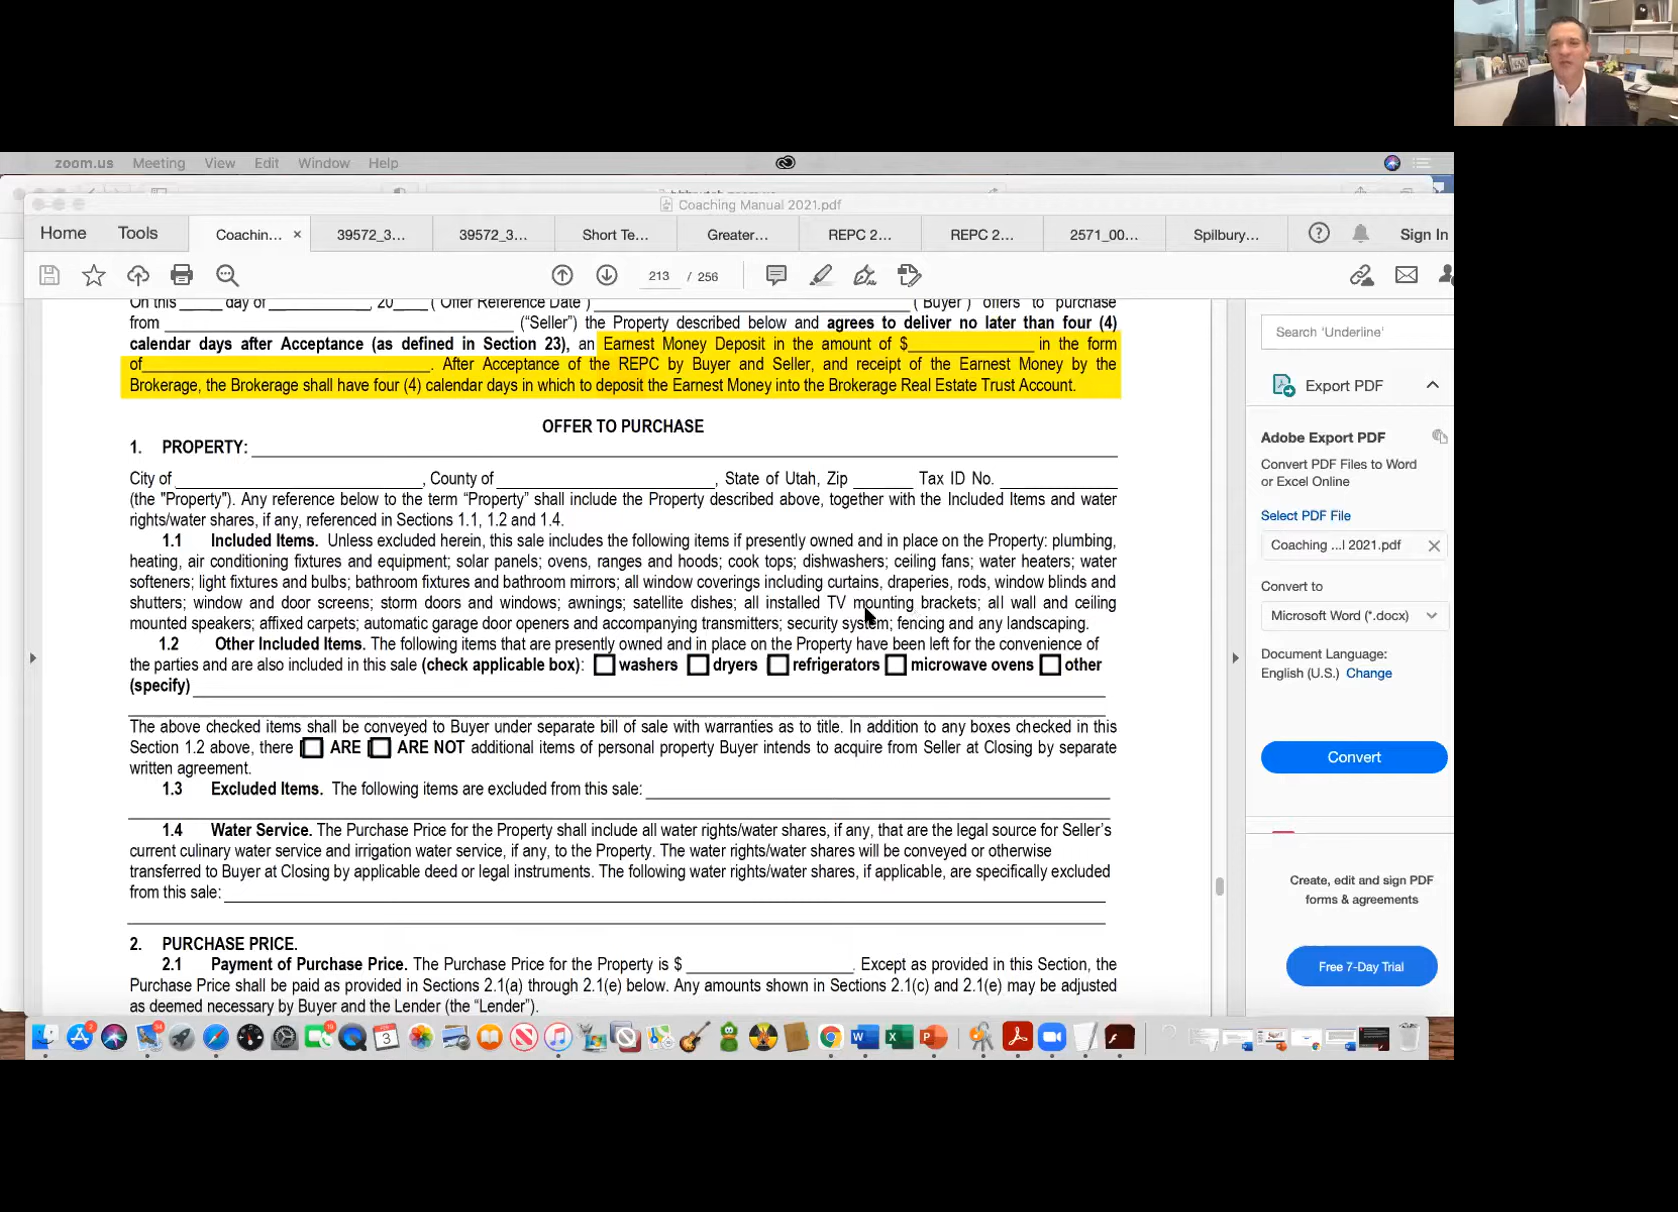 zoom.us Meeting View Edit Window Help
Coaching Manual 2021.pdf
Home Tools Coachin... × 39572_3... 39572_3... Short Te... Greater... REPC 2... REPC 2... 2571_00... Spilbury... Sign In
213 / 256
On this ____ day of ____, 20____ ("Offer Reference Date") ____ ("Buyer") offers to purchase
from ____ (“Seller”) the Property described below and agrees to deliver no later than four (4)
calendar days after Acceptance (as defined in Section 23), an Earnest Money Deposit in the amount of $____ in the form
of____. After Acceptance of the REPC by Buyer and Seller, and receipt of the Earnest Money by the
Brokerage, the Brokerage shall have four (4) calendar days in which to deposit the Earnest Money into the Brokerage Real Estate Trust Account.
OFFER TO PURCHASE
1. PROPERTY: ____
City of ____, County of ____, State of Utah, Zip ____ Tax ID No. ____
(the "Property"). Any reference below to the term “Property” shall include the Property described above, together with the Included Items and water
rights/water shares, if any, referenced in Sections 1.1, 1.2 and 1.4.
1.1 Included Items. Unless excluded herein, this sale includes the following items if presently owned and in place on the Property: plumbing,
heating, air conditioning fixtures and equipment; solar panels; ovens, ranges and hoods; cook tops; dishwashers; ceiling fans; water heaters; water
softeners; light fixtures and bulbs; bathroom fixtures and bathroom mirrors; all window coverings including curtains, draperies, rods, window blinds and
shutters; window and door screens; storm doors and windows; awnings; satellite dishes; all installed TV mounting brackets; all wall and ceiling
mounted speakers; affixed carpets; automatic garage door openers and accompanying transmitters; security system; fencing and any landscaping.
1.2 Other Included Items. The following items that are presently owned and in place on the Property have been left for the convenience of
the parties and are also included in this sale (check applicable box): washers dryers refrigerators microwave ovens other
(specify) ____
The above checked items shall be conveyed to Buyer under separate bill of sale with warranties as to title. In addition to any boxes checked in this
Section 1.2 above, there [ ] ARE [ ] ARE NOT additional items of personal property Buyer intends to acquire from Seller at Closing by separate
written agreement.
1.3 Excluded Items. The following items are excluded from this sale: ____
1.4 Water Service. The Purchase Price for the Property shall include all water rights/water shares, if any, that are the legal source for Seller’s
current culinary water service and irrigation water service, if any, to the Property. The water rights/water shares will be conveyed or otherwise
transferred to Buyer at Closing by applicable deed or legal instruments. The following water rights/water shares, if applicable, are specifically excluded
from this sale: ____
2. PURCHASE PRICE.
2.1 Payment of Purchase Price. The Purchase Price for the Property is $ ____. Except as provided in this Section, the
Purchase Price shall be paid as provided in Sections 2.1(a) through 2.1(e) below. Any amounts shown in Sections 2.1(c) and 2.1(e) may be adjusted
as deemed necessary by Buyer and the Lender (the “Lender”).
Search 'Underline'
Export PDF
Adobe Export PDF
Convert PDF Files to Word
or Excel Online
Select PDF File
Coaching ...l 2021.pdf
Convert to
Microsoft Word (*.docx)
Document Language:
English (U.S.) Change
Convert
Create, edit and sign PDF
forms & agreements
Free 7-Day Trial